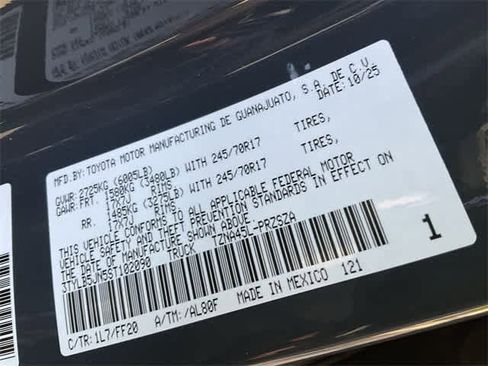 MFD.BY: TOYOTA MOTOR MANUFACTURING DE GUANAJUATO, S.A. DE C.V.
DATE: 10/25
GVWR: 2725KG (6005LB)
GAWR: FRT. 1580KG (3480LB) WITH 245/70R17 TIRES,
17X7J RIMS
RR. 1485KG (3275LB) WITH 245/70R17 TIRES,
17X7J RIMS
THIS VEHICLE CONFORMS TO ALL APPLICABLE FEDERAL MOTOR
VEHICLE SAFETY AND THEFT PREVENTION STANDARDS IN EFFECT ON
THE DATE OF MANUFACTURE SHOWN ABOVE.
3TYLB5JN5ST102090 TRUCK TZNA45L-PRZSZA
C/TR: 1L7/FF20 A/TM: /AL80F MADE IN MEXICO 121
1